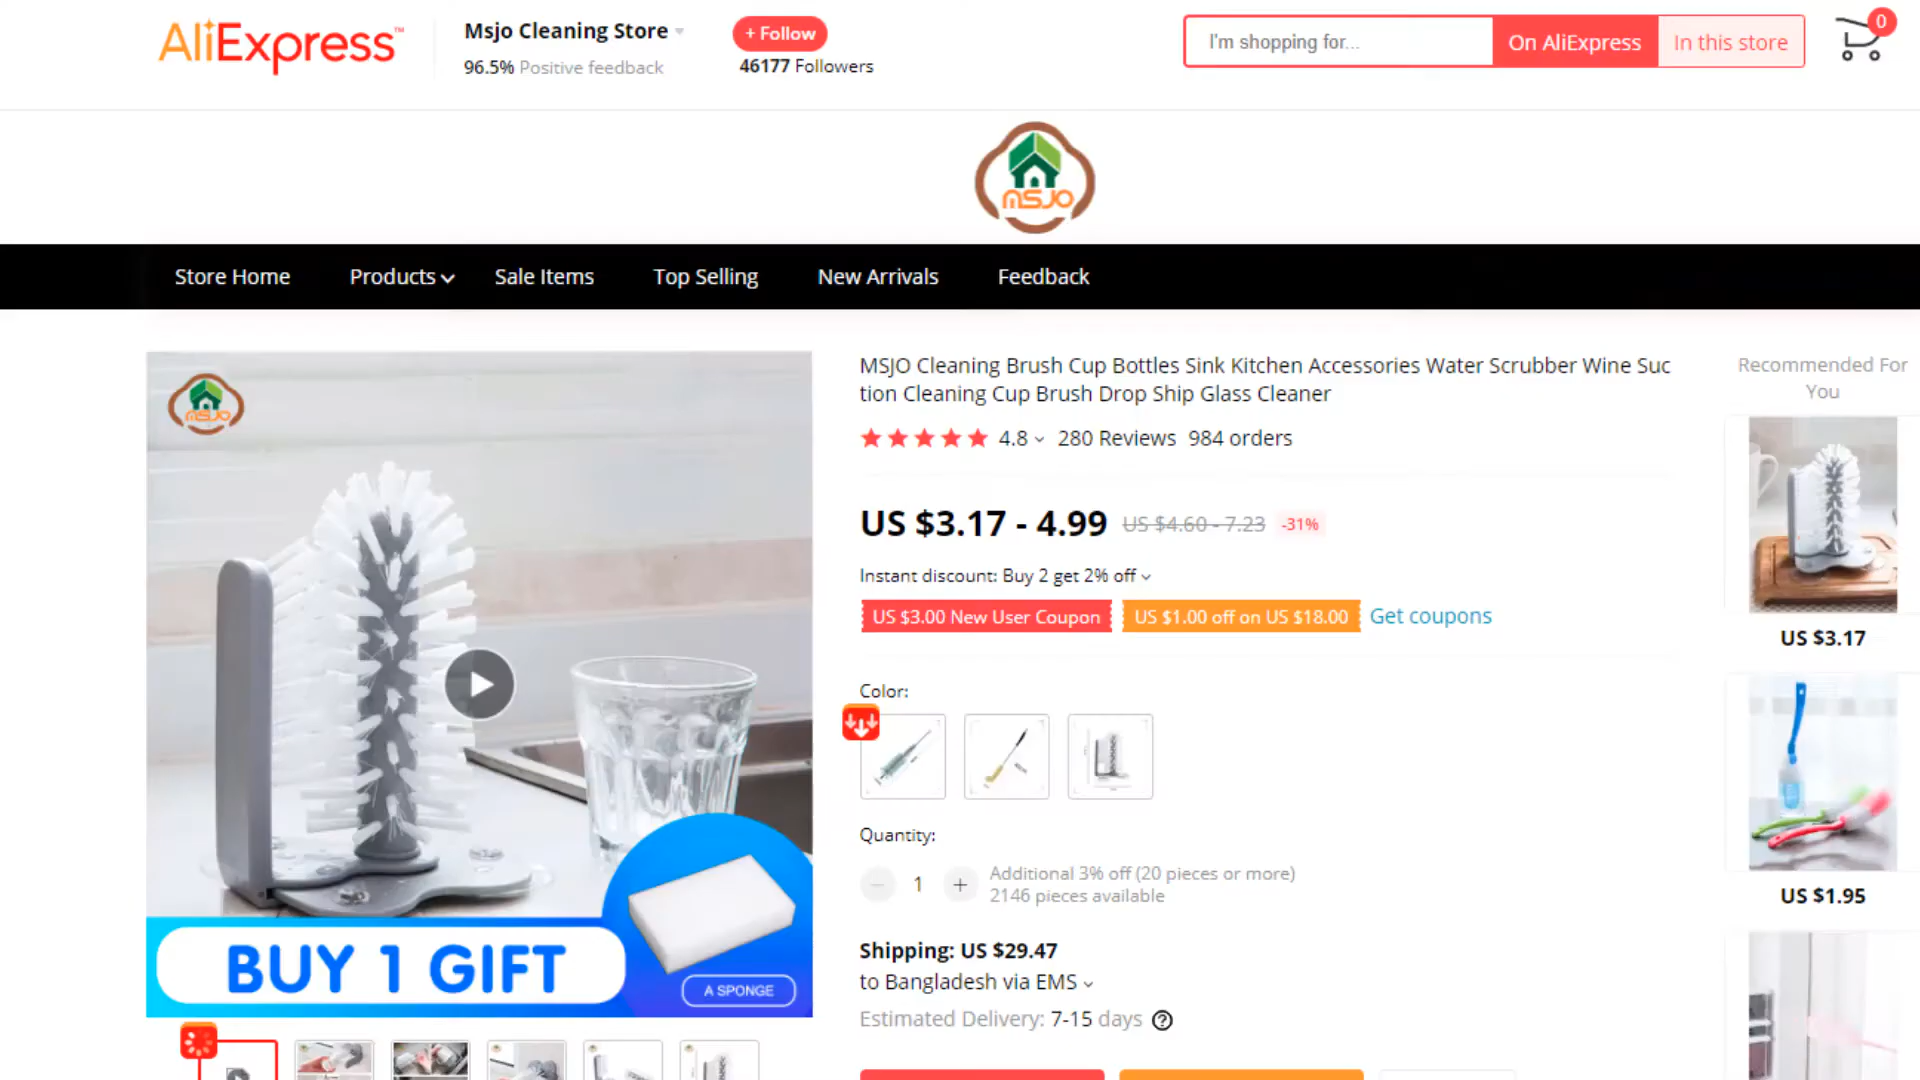 AliExpress™
Msjo Cleaning Store
96.5% Positive feedback
+ Follow
46177 Followers
I'm shopping for...
On AliExpress
In this store
0
MSJO
Store Home
Products
Sale Items
Top Selling
New Arrivals
Feedback
MSJO
BUY 1 GIFT
A SPONGE
MSJO Cleaning Brush Cup Bottles Sink Kitchen Accessories Water Scrubber Wine Suc
tion Cleaning Cup Brush Drop Ship Glass Cleaner
4.8
280 Reviews
984 orders
US $3.17 - 4.99
US $4.60 - 7.23
-31%
Instant discount: Buy 2 get 2% off
US $3.00 New User Coupon
US $1.00 off on US $18.00
Get coupons
Color:
Quantity:
1
+
Additional 3% off (20 pieces or more)
2146 pieces available
Shipping: US $29.47
to Bangladesh via EMS
Estimated Delivery: 7-15 days
Recommended For
You
US $3.17
US $1.95